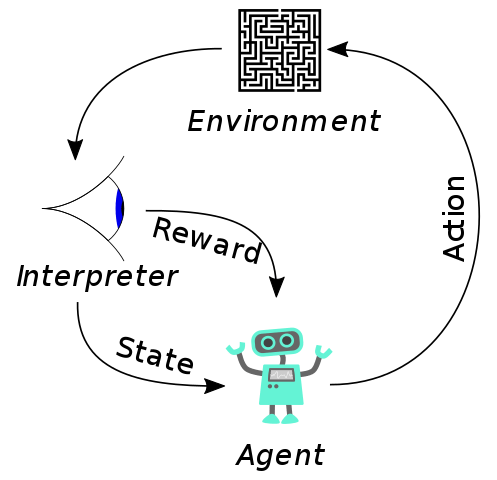 Environment
Action
Reward
Interpreter
State
Agent